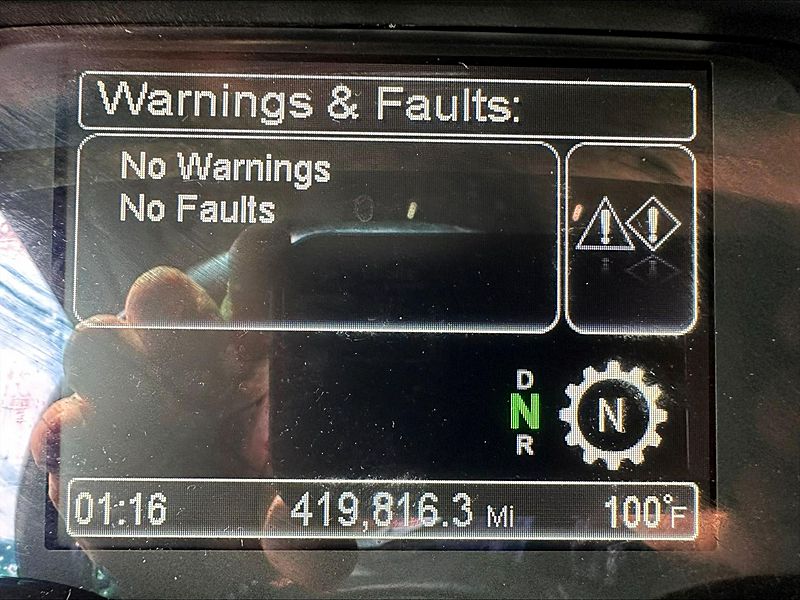 Warnings & Faults:
No Warnings
No Faults
D
N
R
N
01:16 419,816.3 Mi 100°F